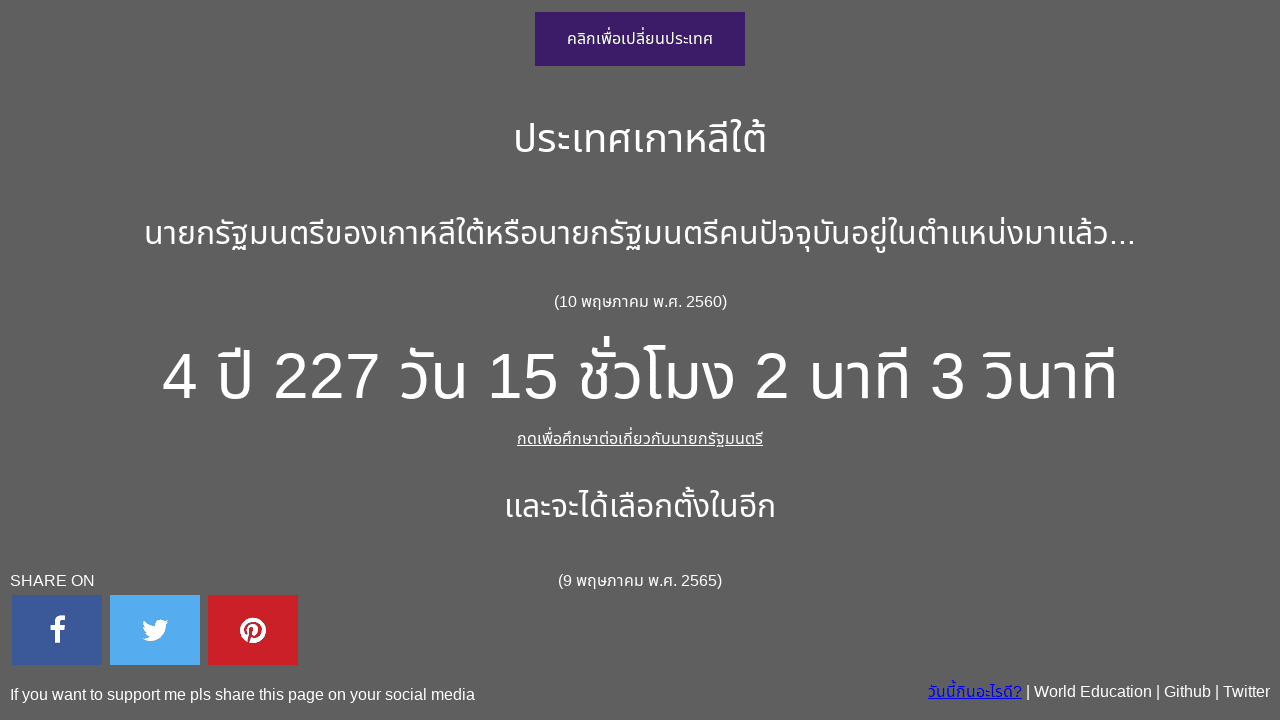 คลิกเพื่อเปลี่ยนประเทศ
ประเทศเกาหลีใต้
นายกรัฐมนตรีของเกาหลีใต้หรือนายกรัฐมนตรีคนปัจจุบันอยู่ในตำแหน่งมาแล้ว...
(10 พฤษภาคม พ.ศ. 2560)
4 ปี 227 วัน 15 ชั่วโมง 2 นาที 3 วินาที
กดเพื่อศึกษาต่อเกี่ยวกับนายกรัฐมนตรี
และจะได้เลือกตั้งในอีก
(9 พฤษภาคม พ.ศ. 2565)
SHARE ON
If you want to support me pls share this page on your social media
วันนี้กินอะไรดี? | World Education | Github | Twitter